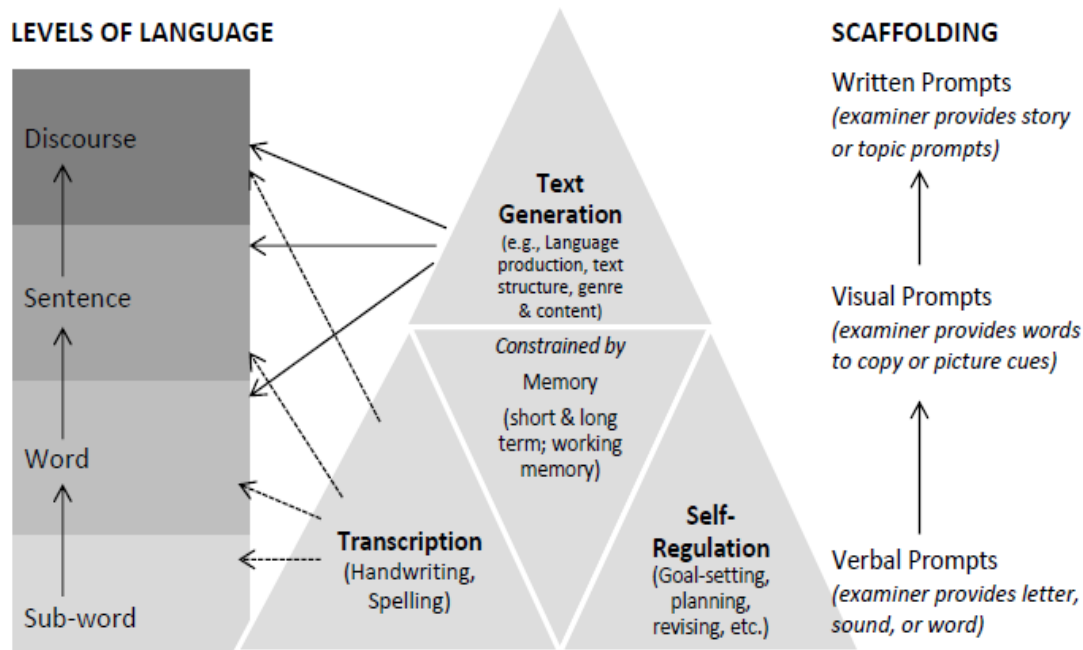 LEVELS OF LANGUAGE
Discourse
Sentence
Word
Sub-word
Text
Generation
(e.g., Language
production, text
structure, genre
& content)
Constrained by
Memory
(short & long
term; working
memory)
Transcription
(Handwriting,
Spelling)
Self-
Regulation
(Goal-setting,
planning,
revising, etc.)
SCAFFOLDING
Written Prompts
(examiner provides story
or topic prompts)
Visual Prompts
(examiner provides words
to copy or picture cues)
Verbal Prompts
(examiner provides letter,
sound, or word)